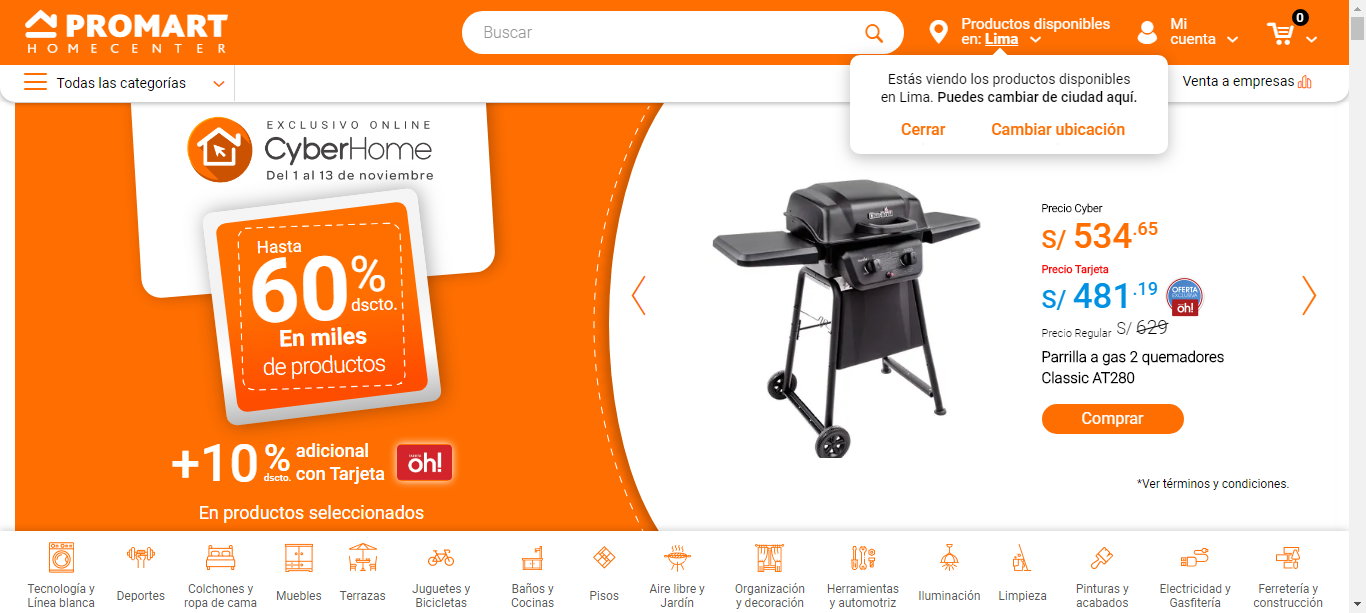 PROMART
HOMECENTER
Buscar
Productos disponibles
en: Lima
Mi
cuenta
0
Todas las categorías
Venta a empresas
Estás viendo los productos disponibles
en Lima. Puedes cambiar de ciudad aquí.
Cerrar
Cambiar ubicación
EXCLUSIVO ONLINE
CyberHome
Del 1 al 13 de noviembre
Hasta
60%
dscto.
En miles
de productos
+10% dscto. adicional
con Tarjeta
TARJETA
oh!
En productos seleccionados
Precio Cyber
S/ 534.65
Precio Tarjeta
S/ 481.19
OFERTA
EXCLUSIVA
oh!
Precio Regular S/ 629
Parrilla a gas 2 quemadores
Classic AT280
Comprar
*Ver términos y condiciones.
Tecnología y
Línea blanca
Deportes
Colchones y
ropa de cama
Muebles
Terrazas
Juguetes y
Bicicletas
Baños y
Cocinas
Pisos
Aire libre y
Jardín
Organización
y decoración
Herramientas
y automotriz
Iluminación
Limpieza
Pinturas y
acabados
Electricidad y
Gasfitería
Ferretería y
construcción